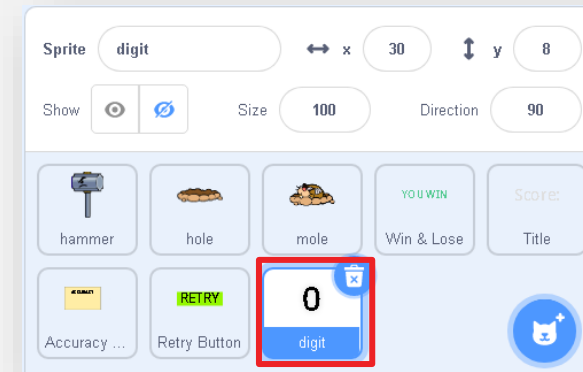 Sprite digit x 30 y 8
Show Size 100 Direction 90
YOU WIN Score:
hammer hole mole Win & Lose Title
ACCURACY RETRY 0
Accuracy ... Retry Button digit